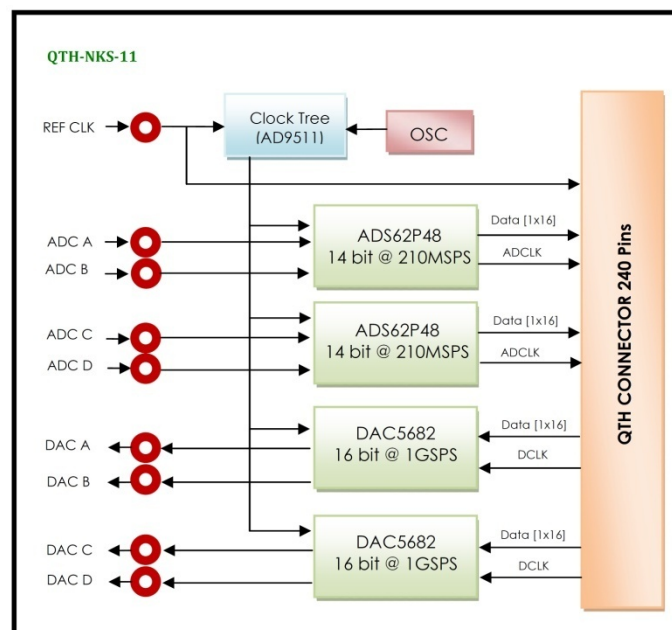 QTH-NKS-11
REF CLK
Clock Tree
(AD9511)
OSC
ADC A
ADC B
ADS62P48
14 bit @ 210MSPS
Data [1x16]
ADCLK
ADC C
ADC D
ADS62P48
14 bit @ 210MSPS
Data [1x16]
ADCLK
DAC A
DAC B
DAC5682
16 bit @ 1GSPS
Data [1x16]
DCLK
DAC C
DAC D
DAC5682
16 bit @ 1GSPS
Data [1x16]
DCLK
QTH CONNECTOR 240 Pins